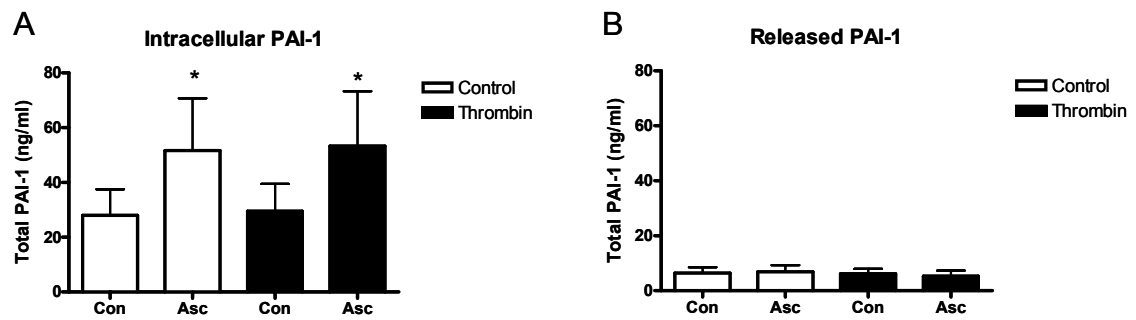 A
Intracellular PAI-1
Total PAI-1 (ng/ml)
80
60
40
20
0
*
*
Con
Asc
Con
Asc
Control
Thrombin
B
Released PAI-1
Total PAI-1 (ng/ml)
80
60
40
20
0
Con
Asc
Con
Asc
Control
Thrombin